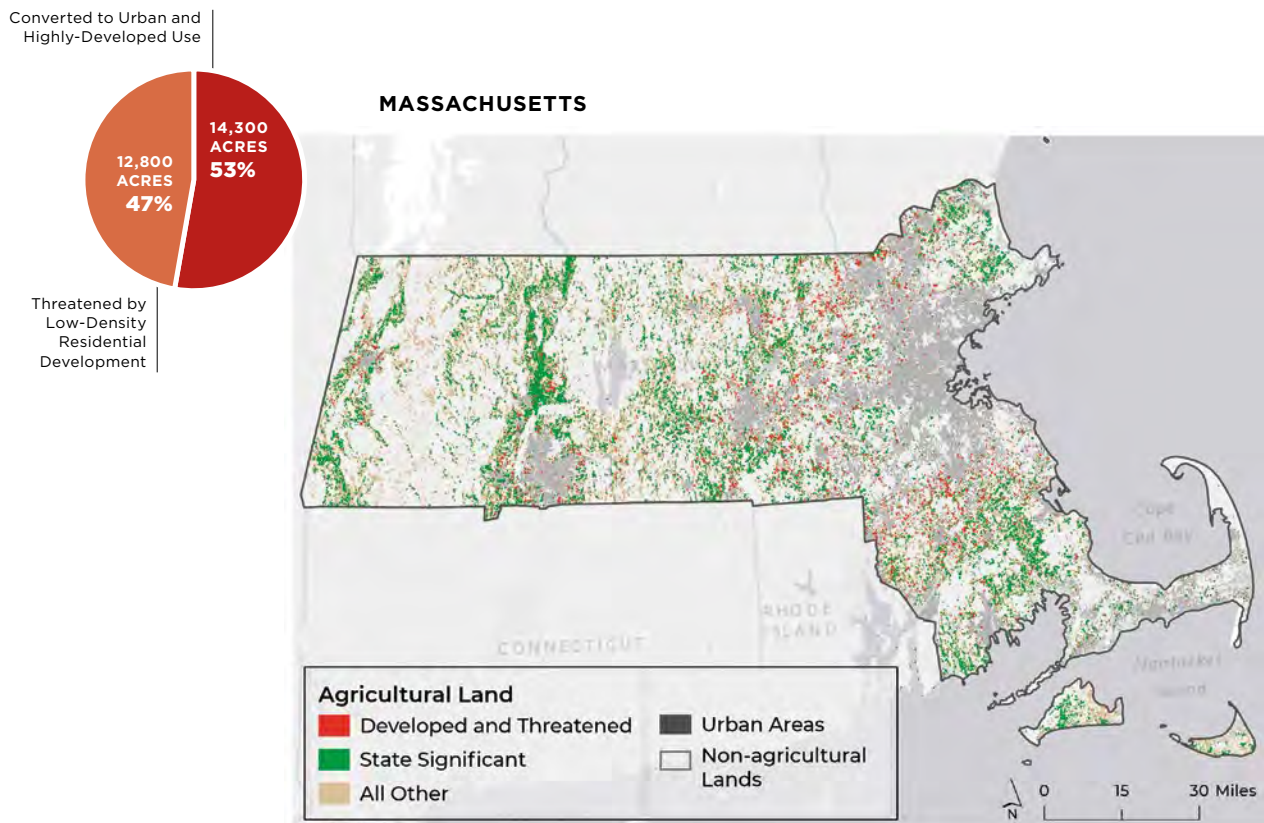 Converted to Urban and
Highly-Developed Use
MASSACHUSETTS
14,300
ACRES
53%
12,800
ACRES
47%
Threatened by
Low-Density
Residential
Development
Cape
Cod Bay
RHODE
ISLAND
CONNECTICUT
Nantucket
Sound
Agricultural Land
Developed and Threatened
State Significant
All Other
Urban Areas
Non-agricultural
Lands
N
0 15 30 Miles